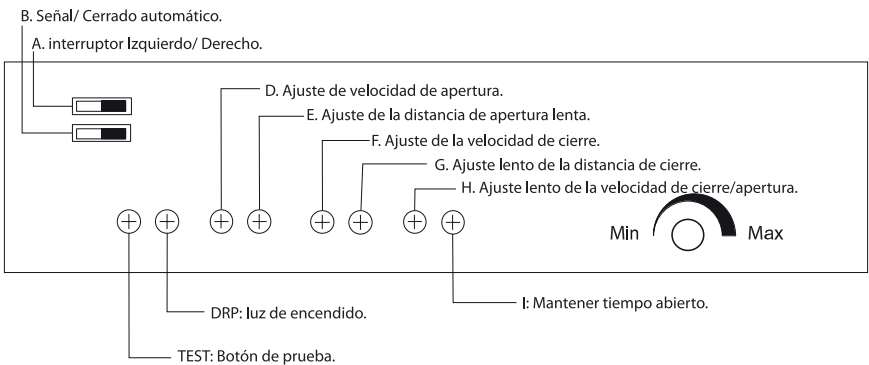 B. Señal/ Cerrado automático.
A. interruptor Izquierdo/ Derecho.
D. Ajuste de velocidad de apertura.
E. Ajuste de la distancia de apertura lenta.
F. Ajuste de la velocidad de cierre.
G. Ajuste lento de la distancia de cierre.
H. Ajuste lento de la velocidad de cierre/apertura.
Min
Max
I: Mantener tiempo abierto.
DRP: luz de encendido.
TEST: Botón de prueba.